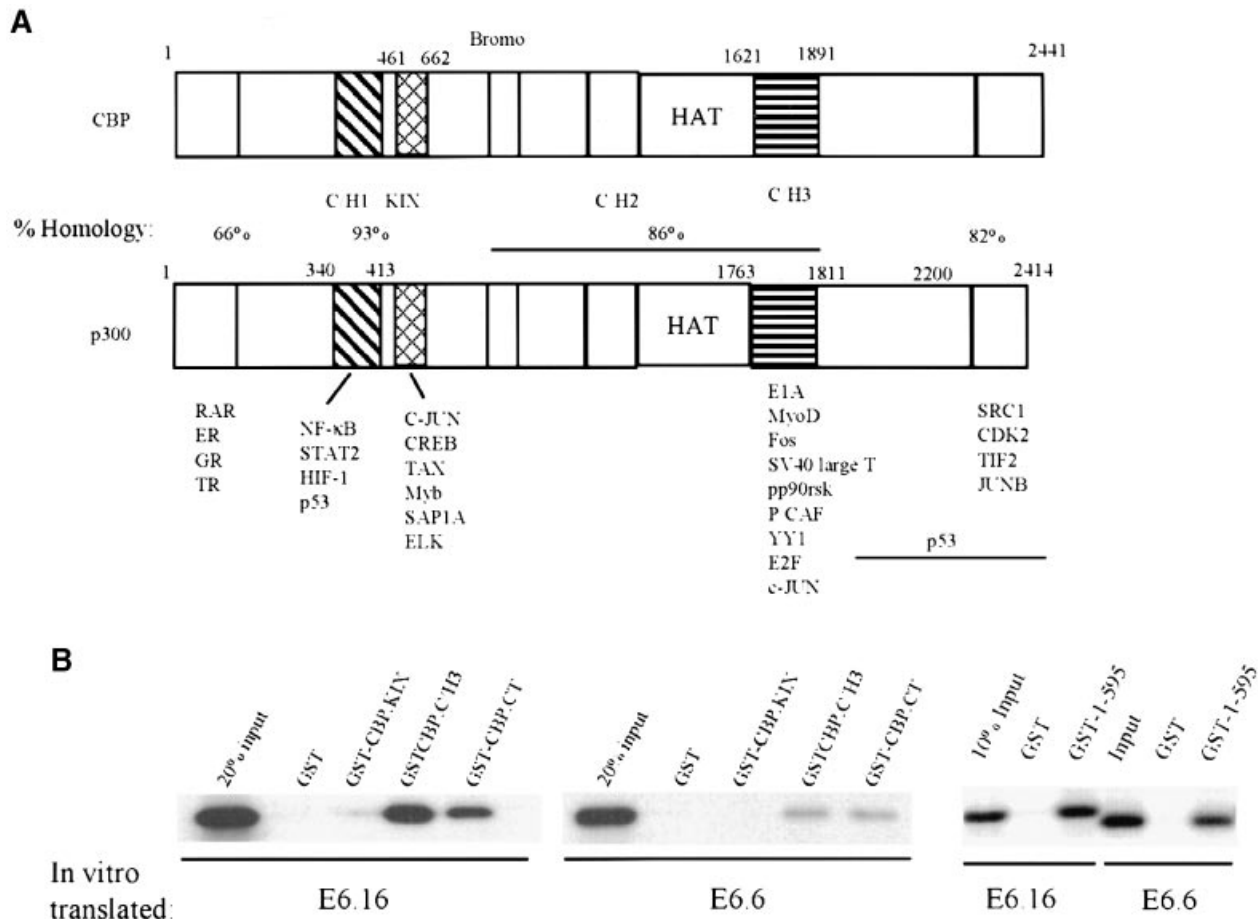 A
Bromo
1 461 662 1621 1891 2441
CBP
HAT
C H1 KIX C H2 C H3
% Homology:
66% 93% 86% 82%
1 340 413 1763 1811 2200 2414
p300
HAT
RAR
ER
GR
TR
NF-κB
STAT2
HIF-1
p53
C-JUN
CREB
TAX
Myb
SAP1A
ELK
E1A
MyoD
Fos
SV40 large T
pp90rsk
P CAF
YY1
E2F
c-JUN
SRC1
CDK2
TIF2
JUNB
p53
B
20% input
GST
GST-CBP.KIX
GSTCBP.CH3
GST-CBP.CT
20% input
GST
GST-CBP.KIX
GSTCBP.CH3
GST-CBP.CT
10% Input
GST
GST-1-595
Input
GST
GST-1-595
In vitro
translated:
E6.16 E6.6 E6.16 E6.6